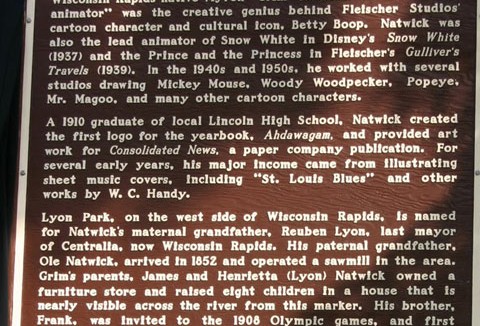 Wisconsin Rapids native
animator" was the creative genius behind Fleischer Studios'
cartoon character and cultural icon, Betty Boop. Natwick was
also the lead animator of Snow White in Disney's Snow White
(1937) and the Prince and the Princess in Fleischer's Gulliver's
Travels (1939). In the 1940s and 1950s, he worked with several
studios drawing Mickey Mouse, Woody Woodpecker, Popeye,
Mr. Magoo, and many other cartoon characters.
A 1910 graduate of local Lincoln High School, Natwick created
the first logo for the yearbook, Ahdawagam, and provided art
work for Consolidated News, a paper company publication. For
several early years, his major income came from illustrating
sheet music covers, including "St. Louis Blues" and other
works by W. C. Handy.
Lyon Park, on the west side of Wisconsin Rapids, is named
for Natwick's maternal grandfather, Reuben Lyon, last mayor
of Centralia, now Wisconsin Rapids. His paternal grandfather,
Ole Natwick, arrived in 1852 and operated a sawmill in the area.
Grim's parents, James and Henrietta (Lyon) Natwick owned a
furniture store and raised eight children in a house that is
nearly visible across the river from this marker. His brother,
Frank, was invited to the 1908 Olympic games, and first